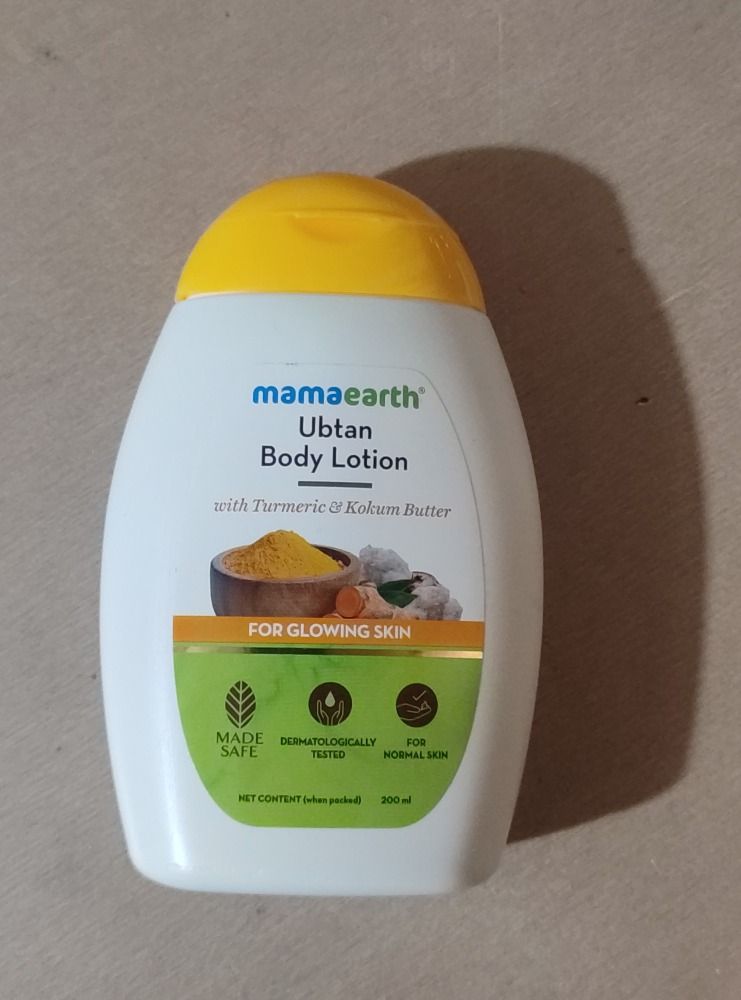 mamaearth®
Ubtan
Body Lotion
with Turmeric & Kokum Butter
FOR GLOWING SKIN
MADE
SAFE
DERMATOLOGICALLY
TESTED
FOR
NORMAL SKIN
NET CONTENT (when packed) 200 ml